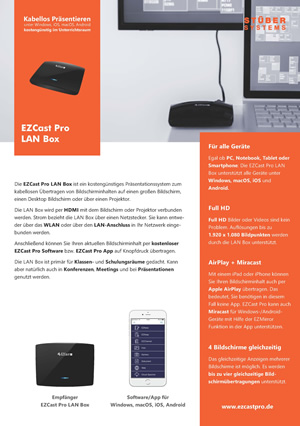 Kabellos Präsentieren
unter Windows, iOS, macOS, Android
kostengünstig im Unterrichtsraum
STÜBER
SYSTEMS
EZCast Pro
LAN Box
Die EZCast Pro LAN Box ist ein kostengünstiges Präsentationssystem zum
kabellosen Übertragen von Bildschirminhalten auf einen großen Bildschirm,
einen Desktop Bildschirm oder über einen Projektor.
Die LAN Box wird per HDMI mit dem Bildschirm oder Projektor verbunden
werden. Strom bezieht die LAN Box über einen Netzstecker. Sie kann entwe-
der über das WLAN oder über den LAN-Anschluss in Ihr Netzwerk einge-
bunden werden.
Anschließend können Sie Ihren aktuellen Bildschirminhalt per kostenloser
EZCast Pro Software bzw. EZCast Pro App auf Knopfdruck übertragen.
Die LAN Box ist primär für Klassen- und Schulungsräume gedacht. Kann
aber natürlich auch in Konferenzen, Meetings und bei Präsentationen
genutzt werden.
Empfänger
EZCast Pro LAN Box
Software/App für
Windows, macOS, iOS, Android
Für alle Geräte
Egal ob PC, Notebook, Tablet oder
Smartphone: Die EZCast Pro LAN
Box unterstützt alle Geräte unter
Windows, macOS, iOS und
Android.
Full HD
Full HD Bilder oder Videos sind kein
Problem. Auflösungen bis zu
1.920 x 1.080 Bildpunkten werden
durch die LAN Box unterstützt.
AirPlay + Miracast
Mit einem iPod oder iPhone können
Sie Ihren Bildschirminhalt auch per
Apple AirPlay übertragen. Das
bedeutet, Sie benötigen in diesem
Fall keine App. EZCast Pro kann auch
Miracast für Windows-/Android-
Geräte mit Hilfe der EZMirror
Funktion in der App unterstützen.
4 Bildschirme gleichzeitig
Das gleichzeitige Anzeigen mehrerer
Bildschirme ist möglich. Es werden
bis zu vier gleichzeitige Bild-
schirmübertragungen unterstützt.
www.ezcastpro.de